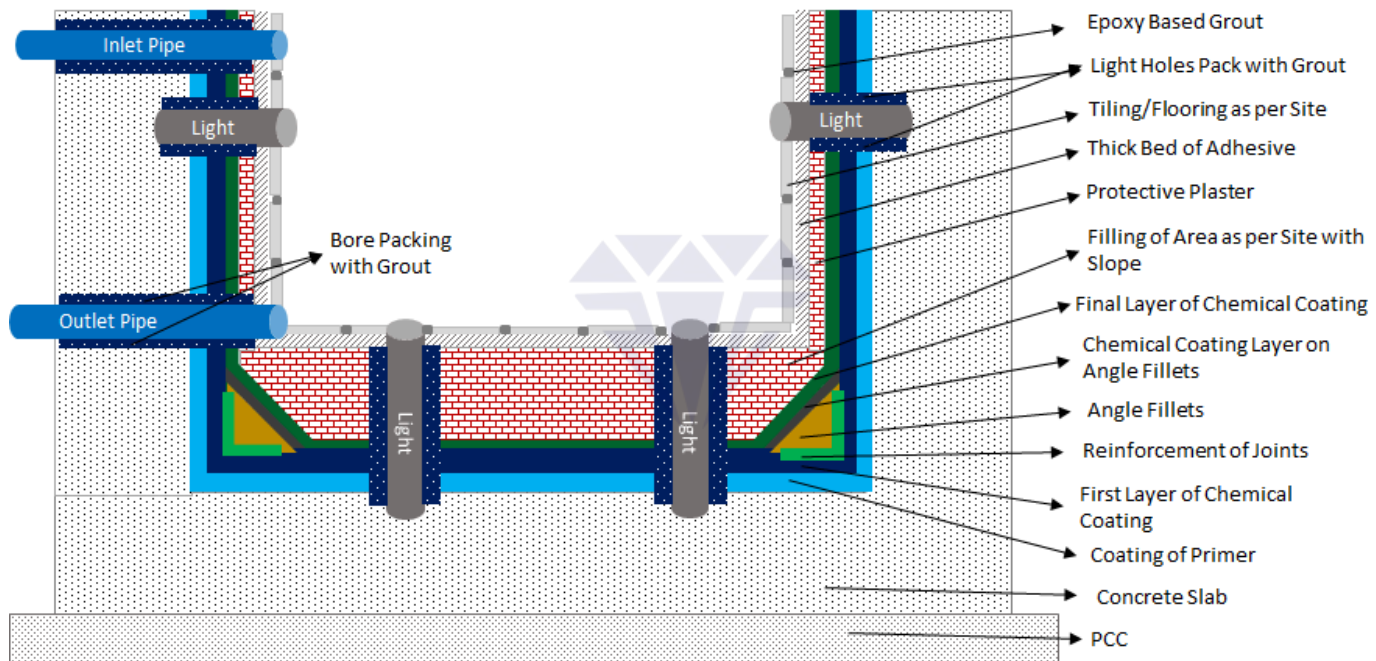 Inlet Pipe
Light
Bore Packing
with Grout
Outlet Pipe
Light
Light
Light
Epoxy Based Grout
Light Holes Pack with Grout
Tiling/Flooring as per Site
Thick Bed of Adhesive
Protective Plaster
Filling of Area as per Site with
Slope
Final Layer of Chemical Coating
Chemical Coating Layer on
Angle Fillets
Angle Fillets
Reinforcement of Joints
First Layer of Chemical
Coating
Coating of Primer
Concrete Slab
PCC